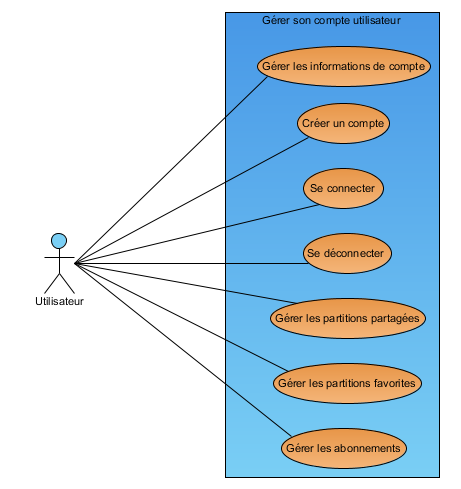 Gérer son compte utilisateur
Gérer les informations de compte
Créer un compte
Se connecter
Se déconnecter
Utilisateur
Gérer les partitions partagées
Gérer les partitions favorites
Gérer les abonnements